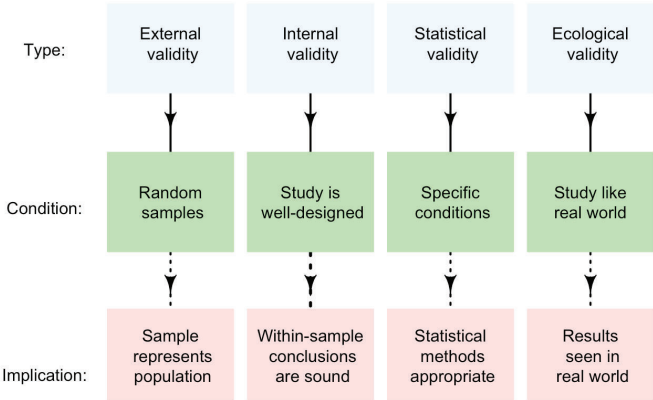 Type:
External
validity
Internal
validity
Statistical
validity
Ecological
validity
Condition:
Random
samples
Study is
well-designed
Specific
conditions
Study like
real world
Implication:
Sample
represents
population
Within-sample
conclusions
are sound
Statistical
methods
appropriate
Results
seen in
real world